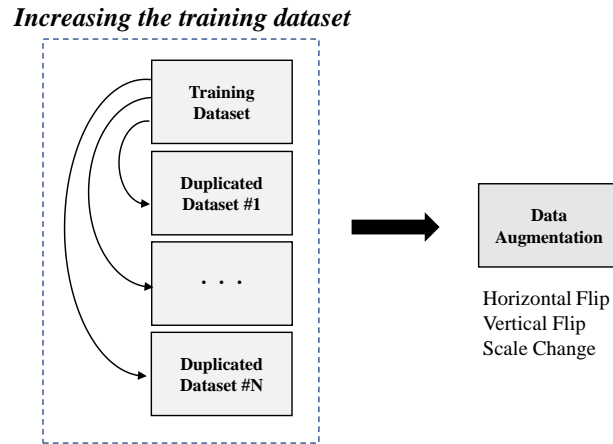 Increasing the training dataset
Training
Dataset
Duplicated
Dataset #1
. . .
Duplicated
Dataset #N
Data
Augmentation
Horizontal Flip
Vertical Flip
Scale Change